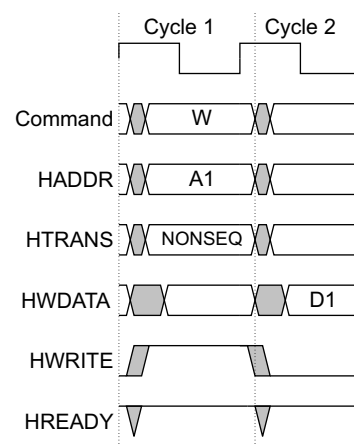 Cycle 1 Cycle 2
Command W
HADDR A1
HTRANS NONSEQ
HWDATA D1
HWRITE
HREADY